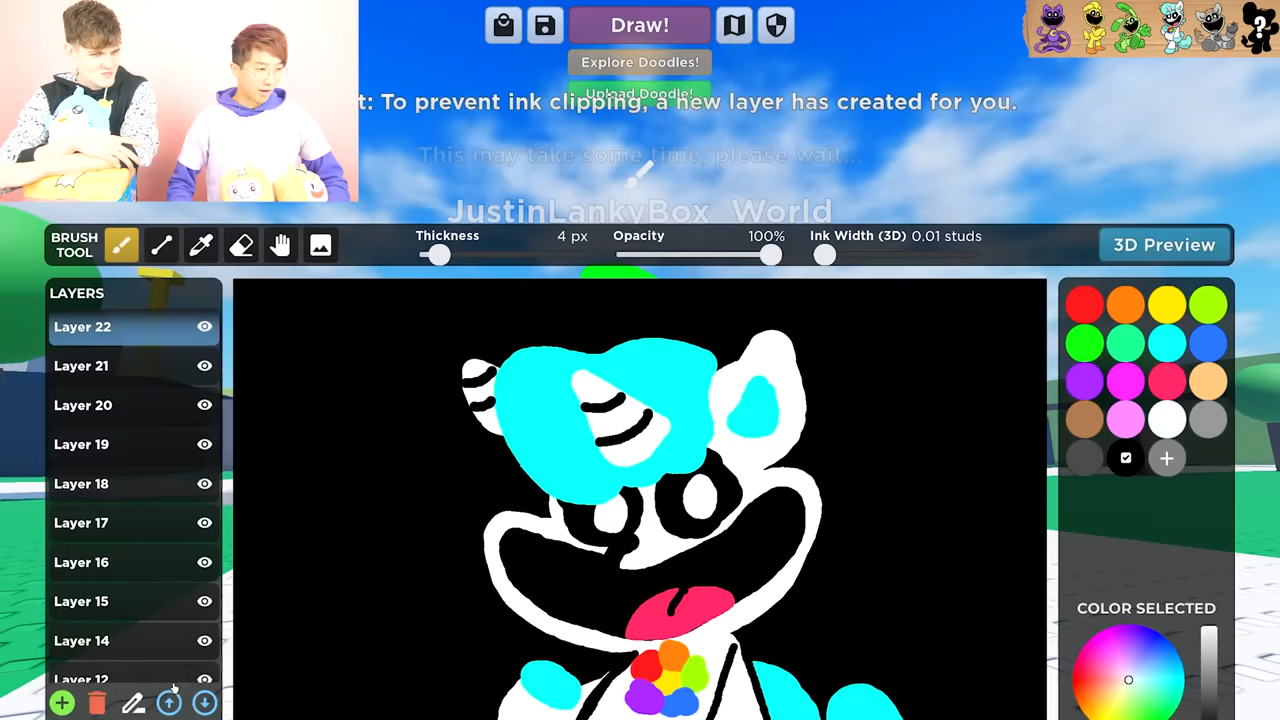 Draw!
Explore Doodles!
Upload Doodle!
t: To prevent ink clipping, a new layer has created for you.
This may take some time, please wait...
JustinLankyBox World
BRUSH TOOL
Thickness 4 px
Opacity 100%
Ink Width (3D) 0.01 studs
3D Preview
LAYERS
Layer 22
Layer 21
Layer 20
Layer 19
Layer 18
Layer 17
Layer 16
Layer 15
Layer 14
Layer 12
COLOR SELECTED
?